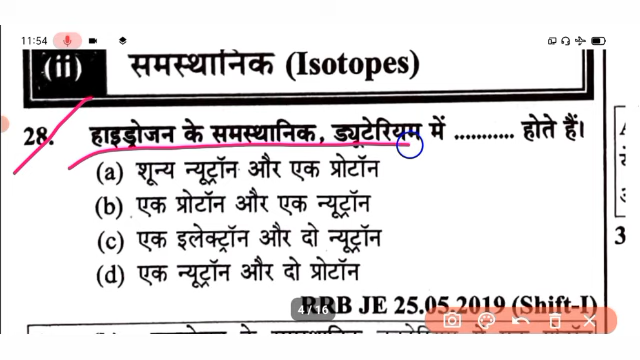 11:54
(ii) समस्थानिक (Isotopes)
28. हाइड्रोजन के समस्थानिक, ड्यूटेरियम में ........... होते हैं।
(a) शून्य न्यूट्रॉन और एक प्रोटॉन
(b) एक प्रोटॉन और एक न्यूट्रॉन
(c) एक इलेक्ट्रॉन और दो न्यूट्रॉन
(d) एक न्यूट्रॉन और दो प्रोटॉन
4/16
RRB JE 25.05.2019 (Shift-I)
3